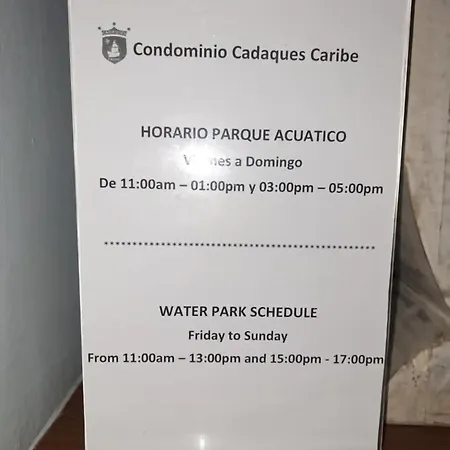 Condominio Cadaques Caribe
HORARIO PARQUE ACUATICO
a Domingo
De 11:00am – 01:00pm y 03:00pm – 05:00pm
**************************************************
WATER PARK SCHEDULE
Friday to Sunday
From 11:00am – 13:00pm and 15:00pm - 17:00pm